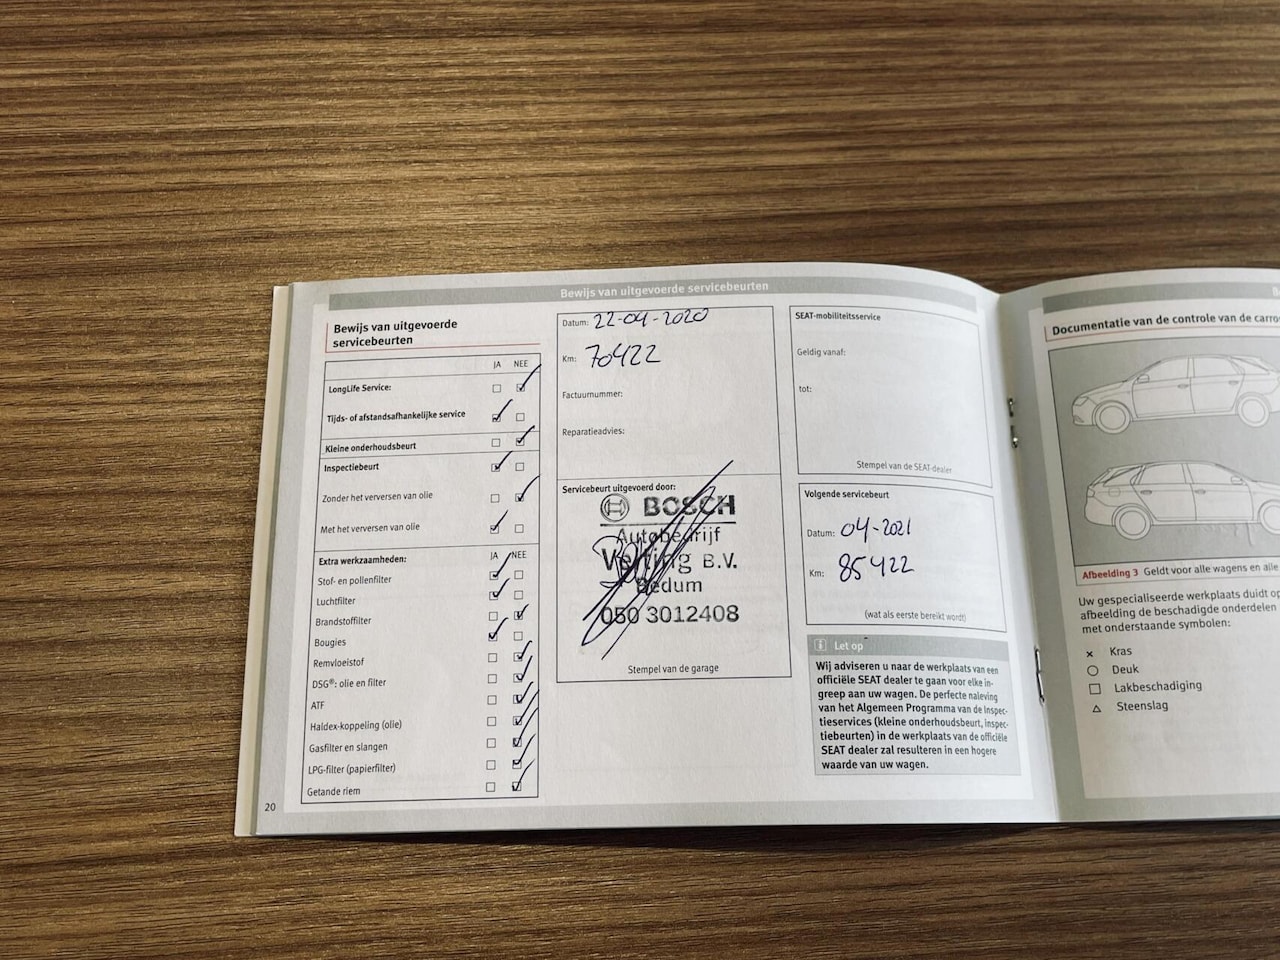 Bewijs van uitgevoerde servicebeurten
Bewijs van uitgevoerde
servicebeurten
JA NEE
LongLife Service:
Tijds- of afstandsafhankelijke service
Kleine onderhoudsbeurt
Inspectiebeurt
Zonder het verversen van olie
Met het verversen van olie
Extra werkzaamheden: JA NEE
Stof- en pollenfilter
Luchtfilter
Brandstoffilter
Bougies
Remvloeistof
DSG®: olie en filter
ATF
Haldex-koppeling (olie)
Gasfilter en slangen
LPG-filter (papierfilter)
Getande riem
20
Datum: 22-04-2020
Km: 70422
Factuurnummer:
Reparatieadvies:
Servicebeurt uitgevoerd door:
BOSCH
Autobedrijf
B.V.
Bedum
050 3012408
Stempel van de garage
SEAT-mobiliteitsservice
Geldig vanaf:
tot:
Stempel van de SEAT-dealer
Volgende servicebeurt
Datum: 04-2021
Km: 85422
(wat als eerste bereikt wordt)
Let op
Wij adviseren u naar de werkplaats van een
officiële SEAT dealer te gaan voor elke in-
greep aan uw wagen. De perfecte naleving
van het Algemeen Programma van de Inspec-
tieservices (kleine onderhoudsbeurt, inspec-
tiebeurten) in de werkplaats van de officiële
SEAT dealer zal resulteren in een hogere
waarde van uw wagen.
Documentatie van de controle van de carros
Afbeelding 3 Geldt voor alle wagens en alle
Uw gespecialiseerde werkplaats duidt op
afbeelding de beschadigde onderdelen
met onderstaande symbolen:
Kras
Deuk
Lakbeschadiging
Steenslag